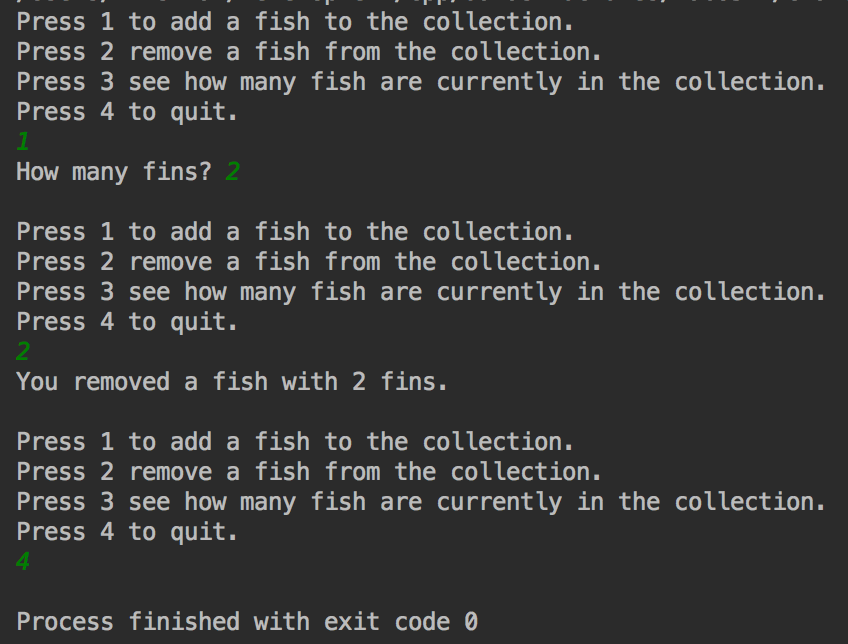 Press 1 to add a fish to the collection.
Press 2 remove a fish from the collection.
Press 3 see how many fish are currently in the collection.
Press 4 to quit.
1
How many fins? 2
Press 1 to add a fish to the collection.
Press 2 remove a fish from the collection.
Press 3 see how many fish are currently in the collection.
Press 4 to quit.
2
You removed a fish with 2 fins.
Press 1 to add a fish to the collection.
Press 2 remove a fish from the collection.
Press 3 see how many fish are currently in the collection.
Press 4 to quit.
4
Process finished with exit code 0